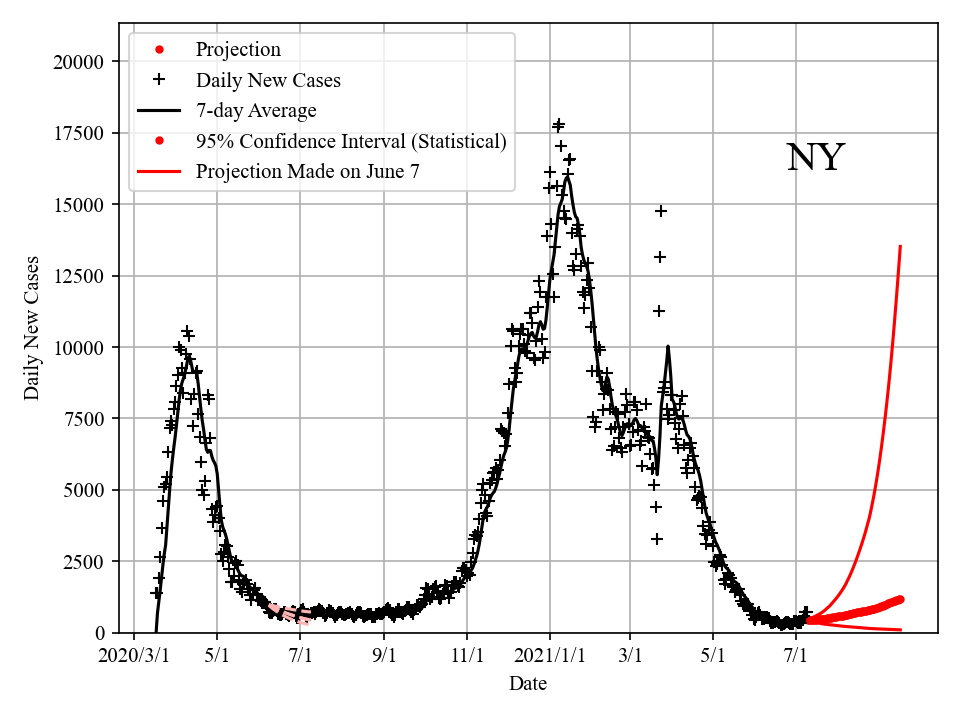 Projection
Daily New Cases
7-day Average
95% Confidence Interval (Statistical)
Projection Made on June 7
NY
20000
17500
15000
12500
10000
7500
5000
2500
0
Daily New Cases
2020/3/1 5/1 7/1 9/1 11/1 2021/1/1 3/1 5/1 7/1
Date